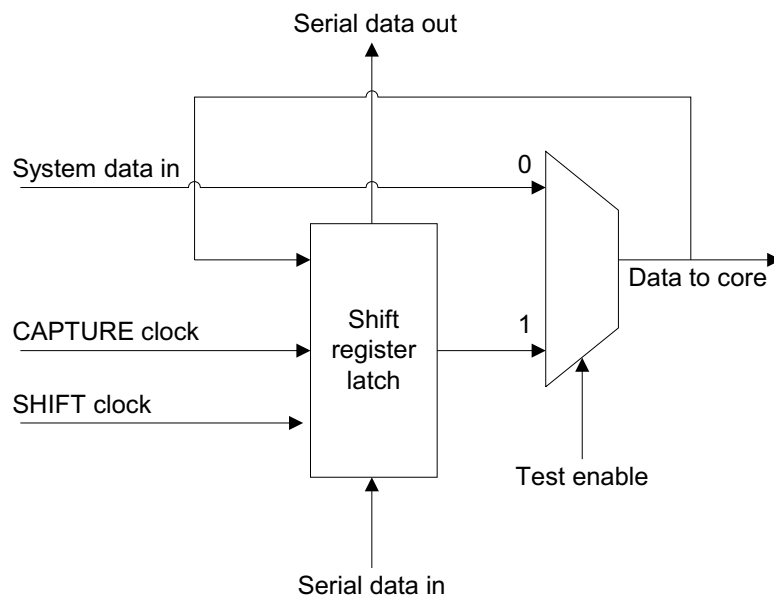 Serial data out
System data in
0
Data to core
CAPTURE clock
Shift
register
latch
1
SHIFT clock
Test enable
Serial data in